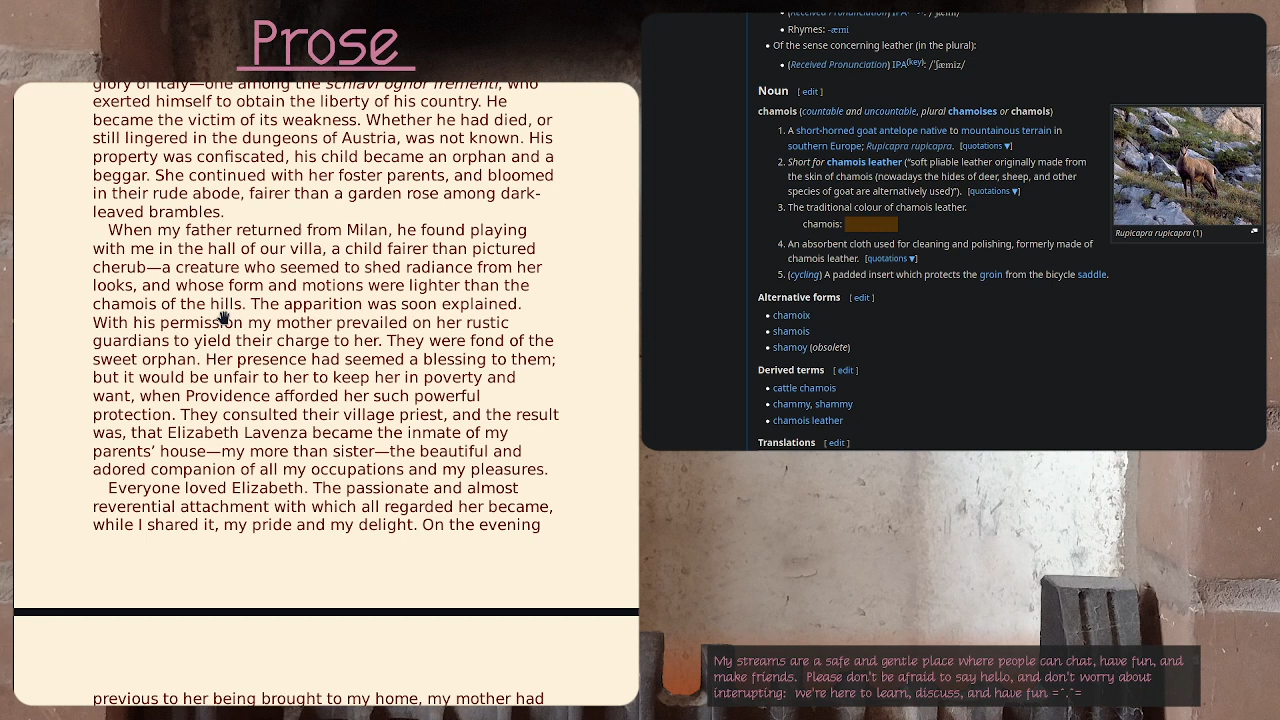 Prose
glory of Italy—one among the schiavi ognor frementi, who
exerted himself to obtain the liberty of his country. He
became the victim of its weakness. Whether he had died, or
still lingered in the dungeons of Austria, was not known. His
property was confiscated, his child became an orphan and a
beggar. She continued with her foster parents, and bloomed
in their rude abode, fairer than a garden rose among dark-
leaved brambles.
When my father returned from Milan, he found playing
with me in the hall of our villa, a child fairer than pictured
cherub—a creature who seemed to shed radiance from her
looks, and whose form and motions were lighter than the
chamois of the hills. The apparition was soon explained.
With his permission my mother prevailed on her rustic
guardians to yield their charge to her. They were fond of the
sweet orphan. Her presence had seemed a blessing to them;
but it would be unfair to her to keep her in poverty and
want, when Providence afforded her such powerful
protection. They consulted their village priest, and the result
was, that Elizabeth Lavenza became the inmate of my
parents’ house—my more than sister—the beautiful and
adored companion of all my occupations and my pleasures.
Everyone loved Elizabeth. The passionate and almost
reverential attachment with which all regarded her became,
while I shared it, my pride and my delight. On the evening
previous to her being brought to my home, my mother had
(Received Pronunciation) IPA(key): /ˈʃæmi/
• Rhymes: -æmi
• Of the sense concerning leather (in the plural):
• (Received Pronunciation) IPA(key): /ˈʃæmiz/
Noun [ edit ]
chamois (countable and uncountable, plural chamoises or chamois)
1. A short-horned goat antelope native to mountainous terrain in
southern Europe; Rupicapra rupicapra. [quotations ▼]
2. Short for chamois leather (“soft pliable leather originally made from
the skin of chamois (nowadays the hides of deer, sheep, and other
species of goat are alternatively used)”). [quotations ▼]
3. The traditional colour of chamois leather.
chamois:
4. An absorbent cloth used for cleaning and polishing, formerly made of
chamois leather. [quotations ▼]
5. (cycling) A padded insert which protects the groin from the bicycle saddle.
Rupicapra rupicapra (1)
Alternative forms [ edit ]
• chamoix
• shamois
• shamoy (obsolete)
Derived terms [ edit ]
• cattle chamois
• chammy, shammy
• chamois leather
Translations [ edit ]
My streams are a safe and gentle place where people can chat, have fun, and
make friends. Please don't be afraid to say hello, and don't worry about
interupting: we're here to learn, discuss, and have fun =^.^=